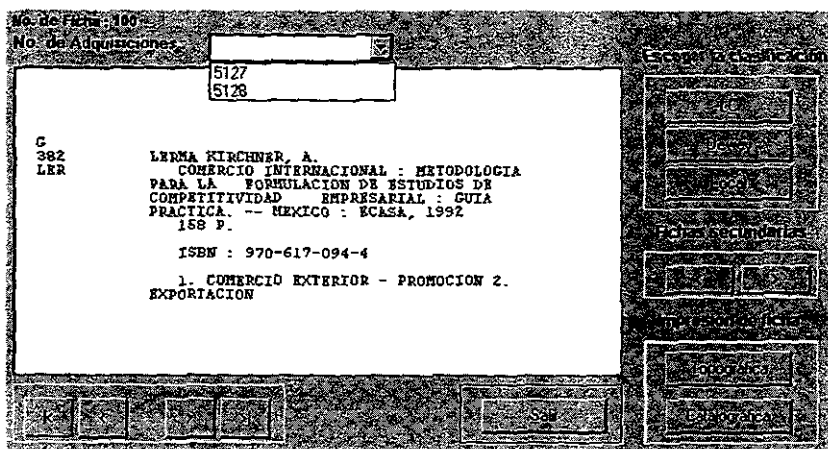 No. de Ficha : 100
No. de Adquisiciones
5127
5128
G
382 LERMA KIRCHNER, A.
LER COMERCIO INTERNACIONAL : METODOLOGIA
PARA LA FORMULACION DE ESTUDIOS DE
COMPETITIVIDAD EMPRESARIAL : GUIA
PRACTICA. -- MEXICO : ECASA, 1992
158 P.
ISBN : 970-617-094-4
1. COMERCIO EXTERIOR - PROMOCION 2.
EXPORTACION
Escoger la clasificación
Local
Fichas secundarias
Topográfica
Catalográfica
Salir